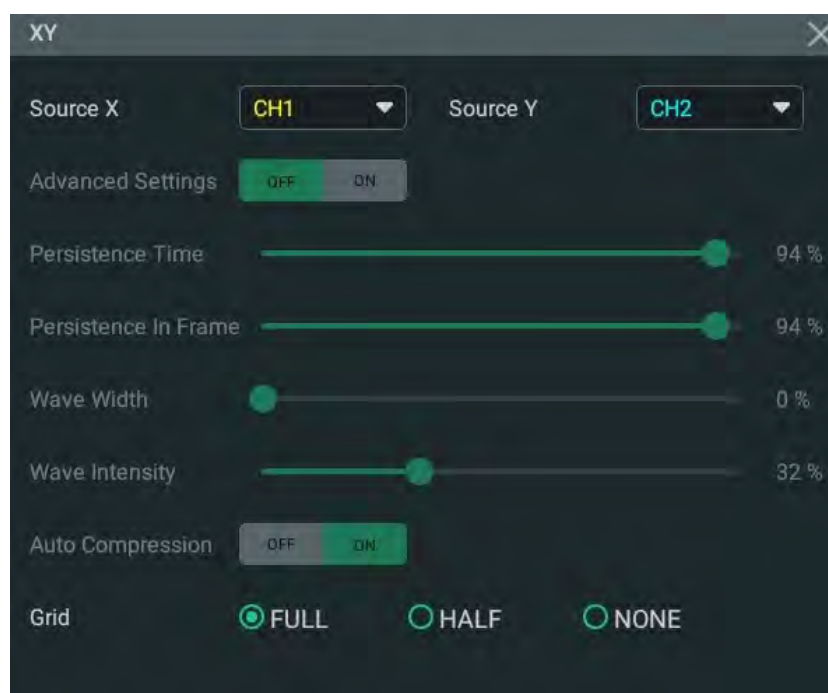 XY
Source X CH1 Source Y CH2
Advanced Settings OFF ON
Persistence Time 94 %
Persistence In Frame 94 %
Wave Width 0 %
Wave Intensity 32 %
Auto Compression OFF ON
Grid FULL HALF NONE